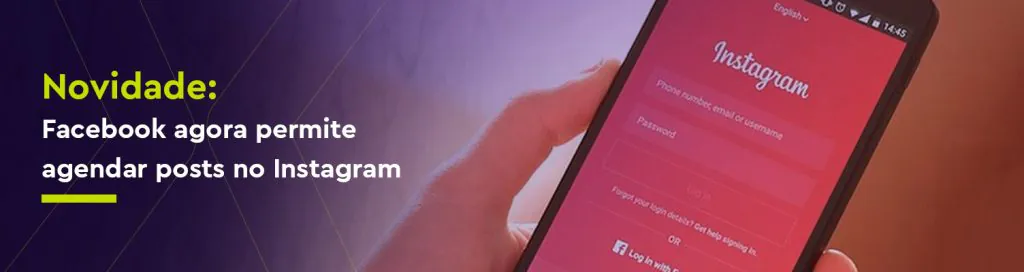 Novidade:
Facebook agora permite
agendar posts no Instagram
English
14:45
Instagram
Phone number, email or username
Password
Log In
Forgot your login details? Get help signing in.
OR
Log in with